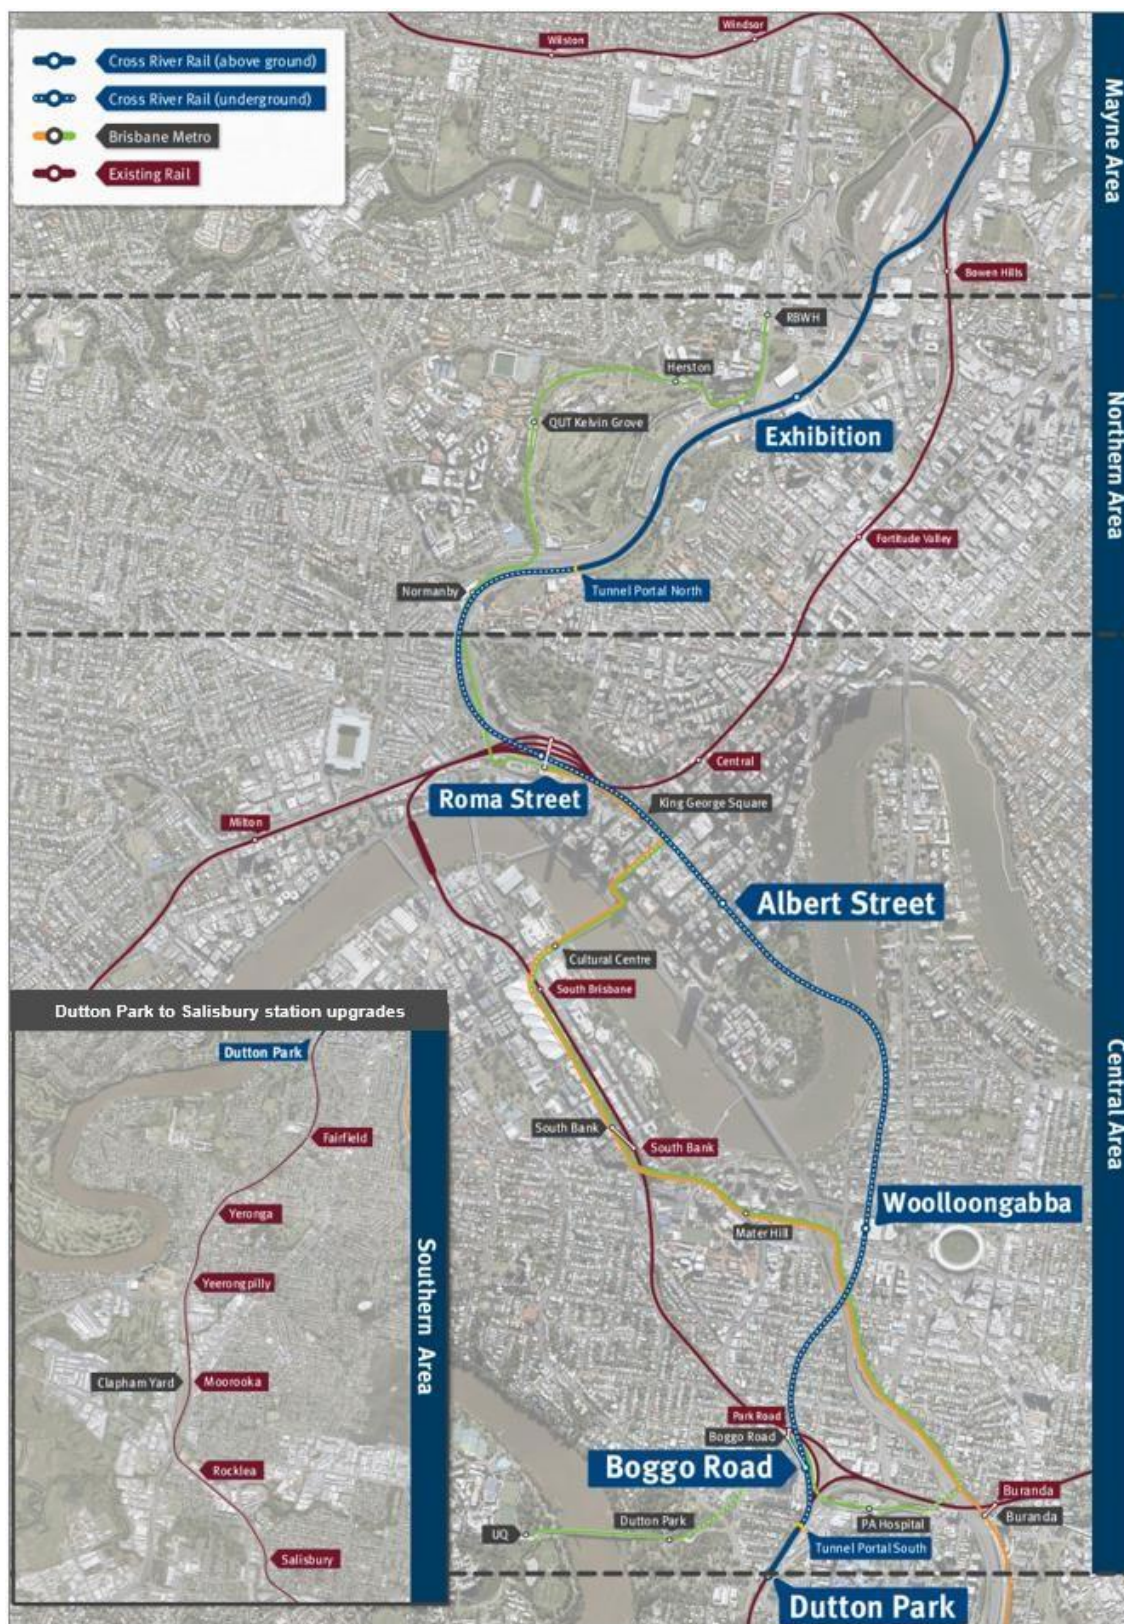 Cross River Rail (above ground)
Cross River Rail (underground)
Brisbane Metro
Existing Rail
Windsor
Wilston
Mayne Area
Bowen Hills
RBWH
Herston
QUT Kelvin Grove
Exhibition
Northern Area
Fortitude Valley
Normanby
Tunnel Portal North
Central
Roma Street
King George Square
Milton
Albert Street
Cultural Centre
South Brisbane
Central Area
South Bank
South Bank
Woolloongabba
Mater Hill
Park Road
Boggo Road
Boggo Road
Buranda
Buranda
PA Hospital
Dutton Park
UQ
Tunnel Portal South
Dutton Park
Dutton Park to Salisbury station upgrades
Dutton Park
Fairfield
Yeronga
Yeerongpilly
Southern Area
Clapham Yard
Moorooka
Rocklea
Salisbury